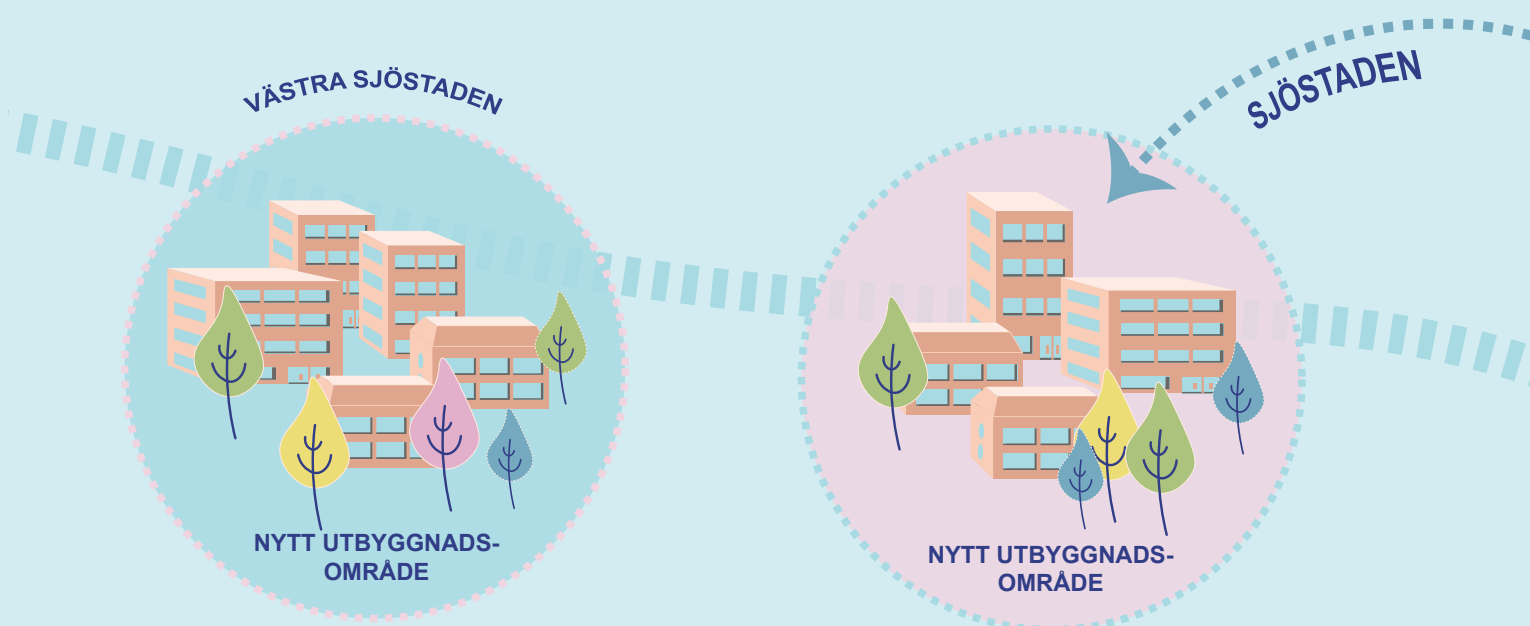 VÄSTRA SJÖSTADEN
SJÖSTADEN
NYTT UTBYGGNADS-
OMRÅDE
NYTT UTBYGGNADS-
OMRÅDE